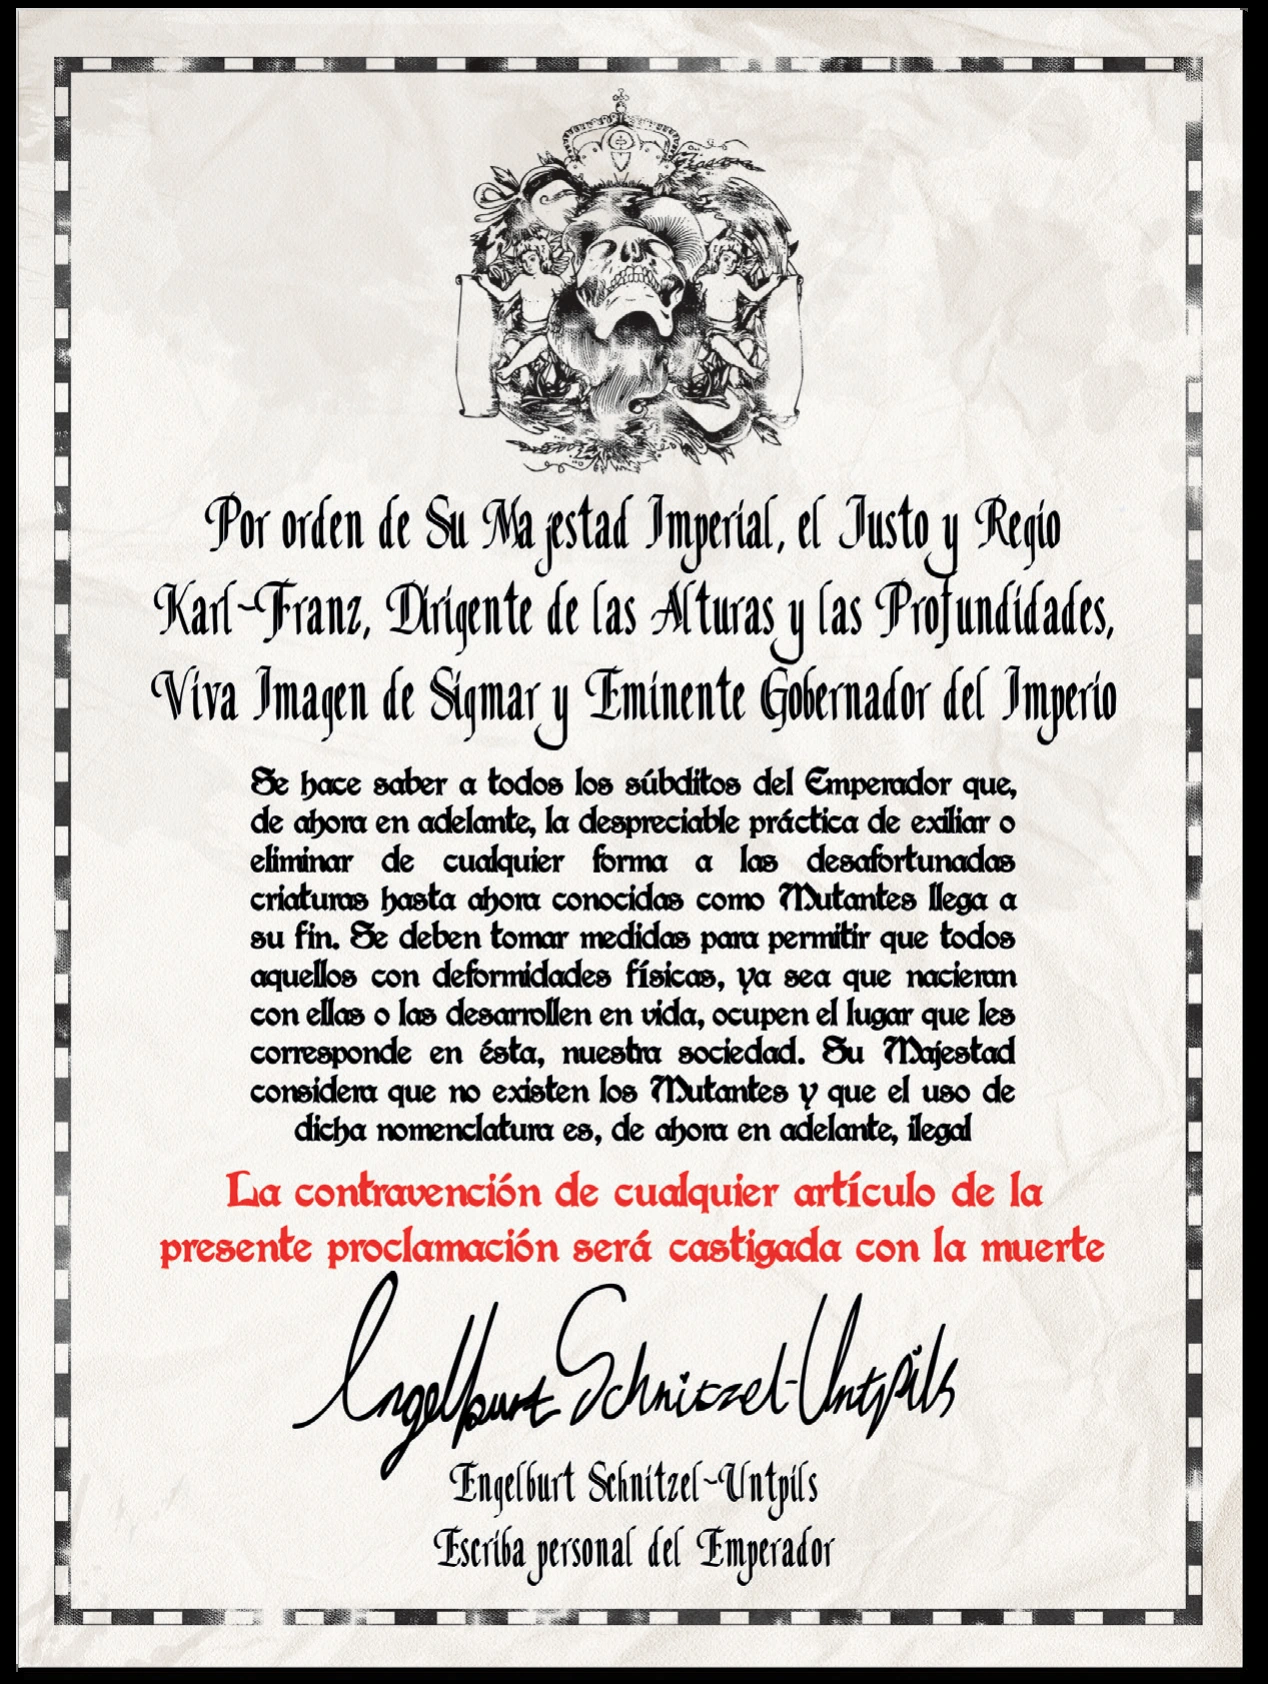 Por orden de Su Majestad Imperial, el Justo y Regio
Karl-Franz, Dirigente de las Alturas y las Profundidades,
Viva Imagen de Sigmar y Eminente Gobernador del Imperio
Se hace saber a todos los súbditos del Emperador que,
de ahora en adelante, la despreciable práctica de exiliar o
eliminar de cualquier forma a las desafortunadas
criaturas hasta ahora conocidas como Mutantes llega a
su fin. Se deben tomar medidas para permitir que todos
aquellos con deformidades físicas, ya sea que nacieran
con ellas o las desarrollen en vida, ocupen el lugar que les
corresponde en ésta, nuestra sociedad. Su Majestad
considera que no existen los Mutantes y que el uso de
dicha nomenclatura es, de ahora en adelante, ilegal
La contravención de cualquier artículo de la
presente proclamación será castigada con la muerte
Engelburt Schnitzel-Untpils
Engelburt Schnitzel-Untpils
Escriba personal del Emperador